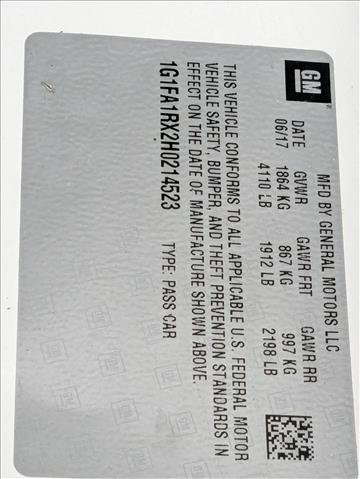 GM
MFD BY GENERAL MOTORS LLC
DATE GVWR GAWR FRT GAWR RR
06/17 1864 KG 867 KG 997 KG
4110 LB 1912 LB 2198 LB
THIS VEHICLE CONFORMS TO ALL APPLICABLE U.S. FEDERAL MOTOR
VEHICLE SAFETY, BUMPER, AND THEFT PREVENTION STANDARDS IN
EFFECT ON THE DATE OF MANUFACTURE SHOWN ABOVE.
1G1FA1RX2H0214523 TYPE: PASS CAR